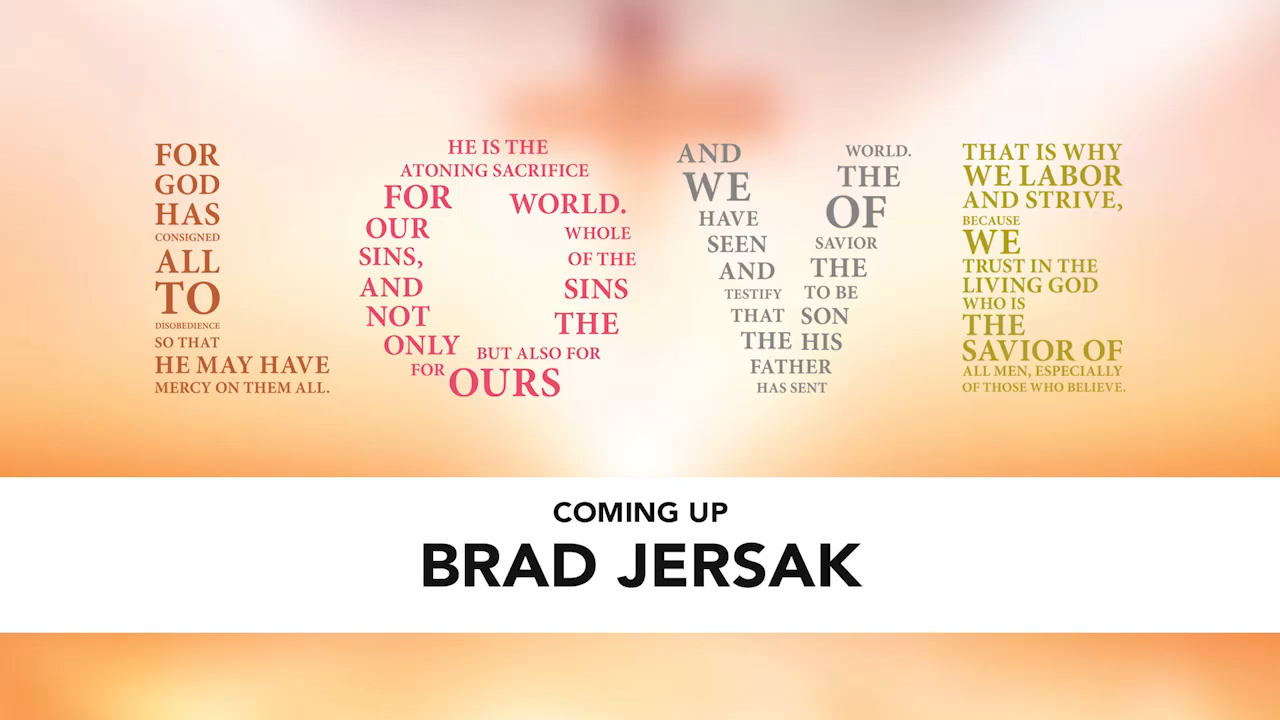 FOR
GOD
HAS
CONSIGNED
ALL
TO
DISOBEDIENCE
SO THAT
HE MAY HAVE
MERCY ON THEM ALL.
HE IS THE
ATONING SACRIFICE
FOR
OUR
SINS,
AND
NOT
ONLY
FOR
OURS
BUT ALSO FOR
THE
SINS
OF THE
WHOLE
WORLD.
AND
WE
HAVE
SEEN
AND
TESTIFY
THAT
THE
FATHER
HAS SENT
HIS
SON
TO BE
THE
SAVIOR
OF
THE
WORLD.
THAT IS WHY
WE LABOR
AND STRIVE,
BECAUSE
WE
TRUST IN THE
LIVING GOD
WHO IS
THE
SAVIOR OF
ALL MEN, ESPECIALLY
OF THOSE WHO BELIEVE.
COMING UP
BRAD JERSAK